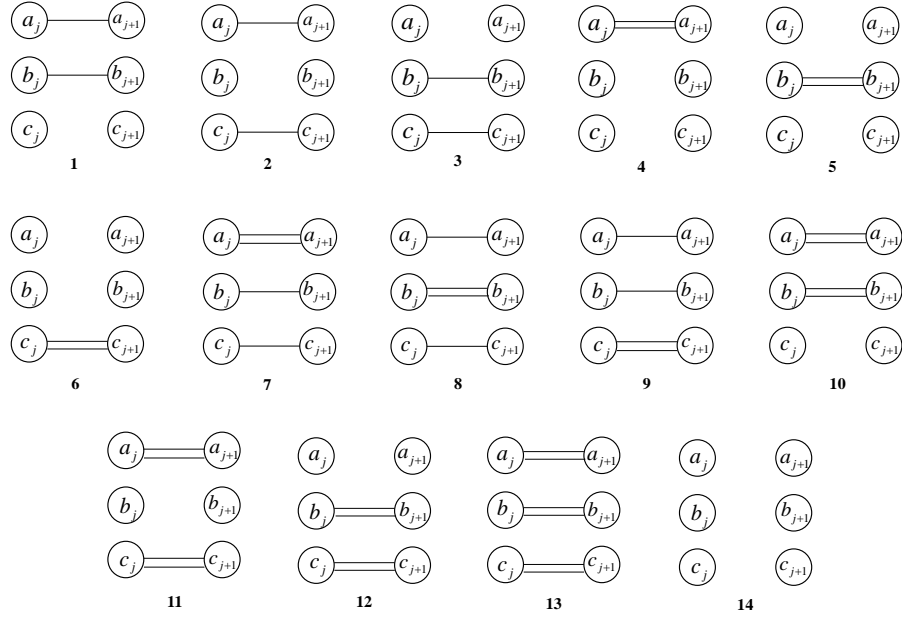 a_j a_{j+1} a_j a_{j+1} a_j a_{j+1} a_j a_{j+1} a_j a_{j+1}
b_j b_{j+1} b_j b_{j+1} b_j b_{j+1} b_j b_{j+1} b_j b_{j+1}
c_j c_{j+1} c_j c_{j+1} c_j c_{j+1} c_j c_{j+1} c_j c_{j+1}
1 2 3 4 5
a_j a_{j+1} a_j a_{j+1} a_j a_{j+1} a_j a_{j+1} a_j a_{j+1}
b_j b_{j+1} b_j b_{j+1} b_j b_{j+1} b_j b_{j+1} b_j b_{j+1}
c_j c_{j+1} c_j c_{j+1} c_j c_{j+1} c_j c_{j+1} c_j c_{j+1}
6 7 8 9 10
a_j a_{j+1} a_j a_{j+1} a_j a_{j+1} a_j a_{j+1}
b_j b_{j+1} b_j b_{j+1} b_j b_{j+1} b_j b_{j+1}
c_j c_{j+1} c_j c_{j+1} c_j c_{j+1} c_j c_{j+1}
11 12 13 14